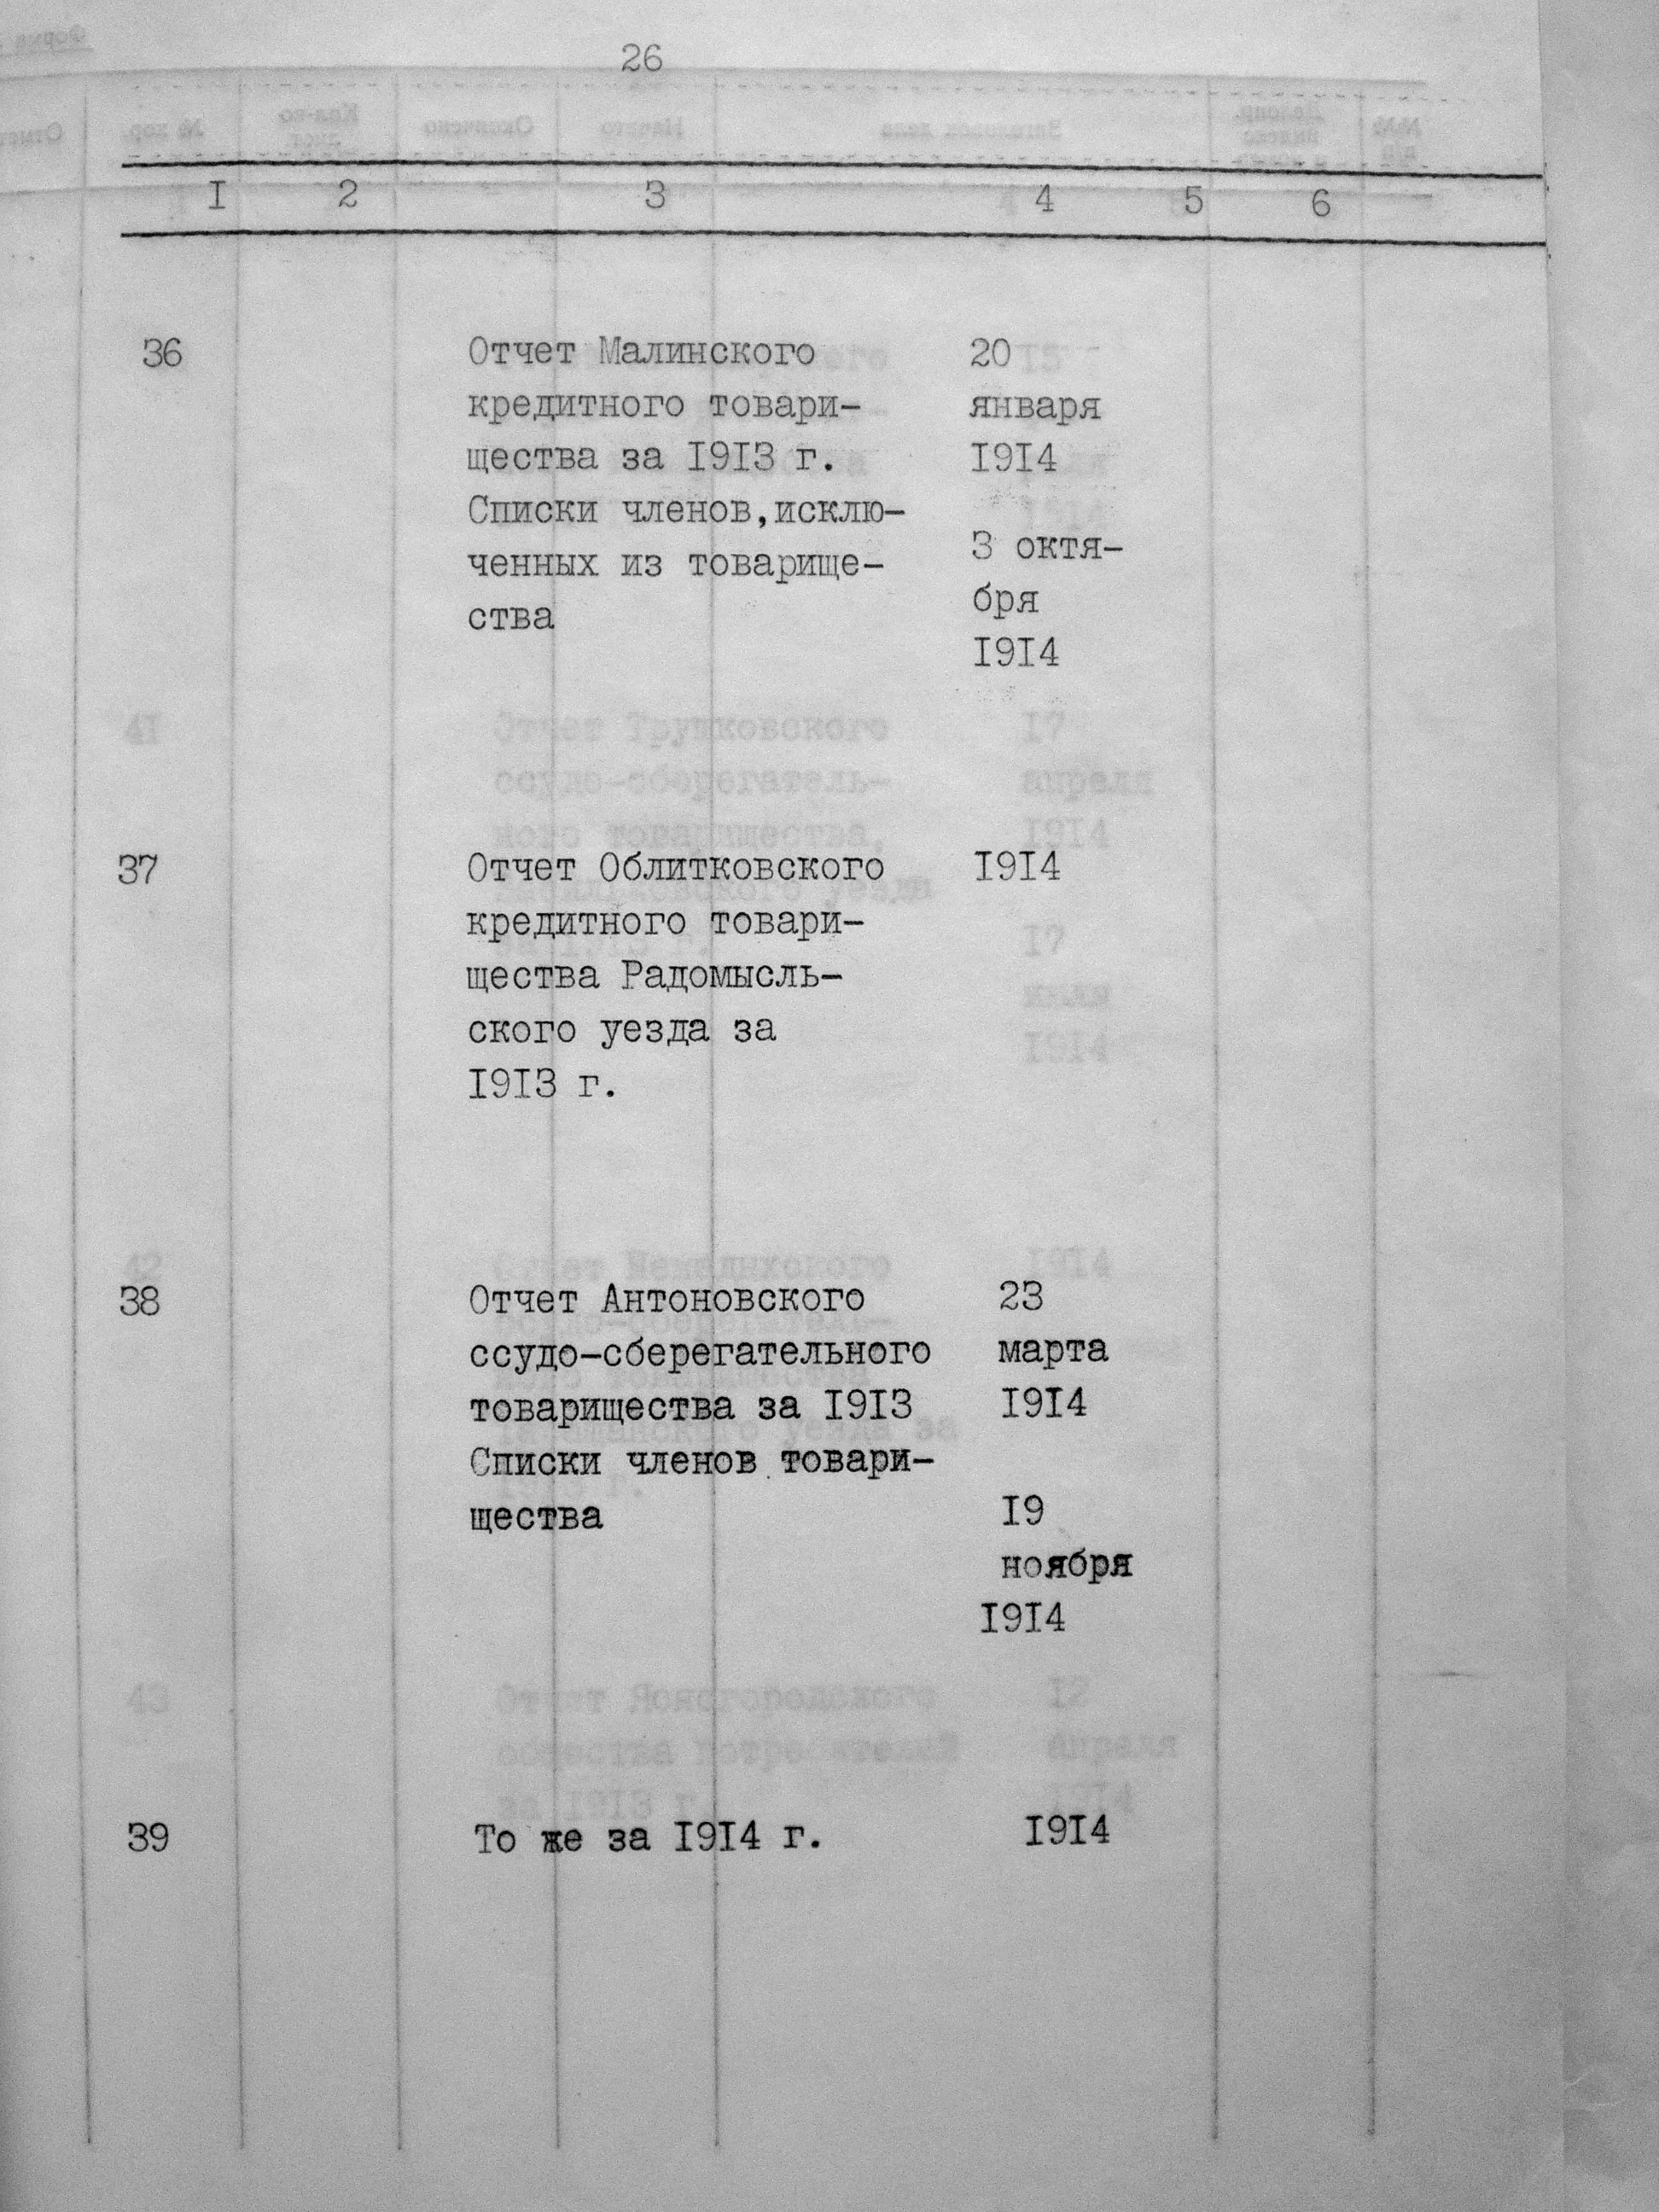 26
I 2 3 4 5 6
36 Отчет Малинского 20
кредитного товари- января
щества за I9I3 г. I9I4
Списки членов,исклю-
3 октя-
ченных из товарище-
бря
ства
I9I4
37 Отчет Облитковского I9I4
кредитного товари-
щества Радомысль-
ского уезда за
I9I3 г.
38 Отчет Антоновского 23
ссудо-сберегательного марта
товарищества за I9I3 I9I4
Списки членов товари-
щества I9
ноября
I9I4
39 То же за I9I4 г. I9I4